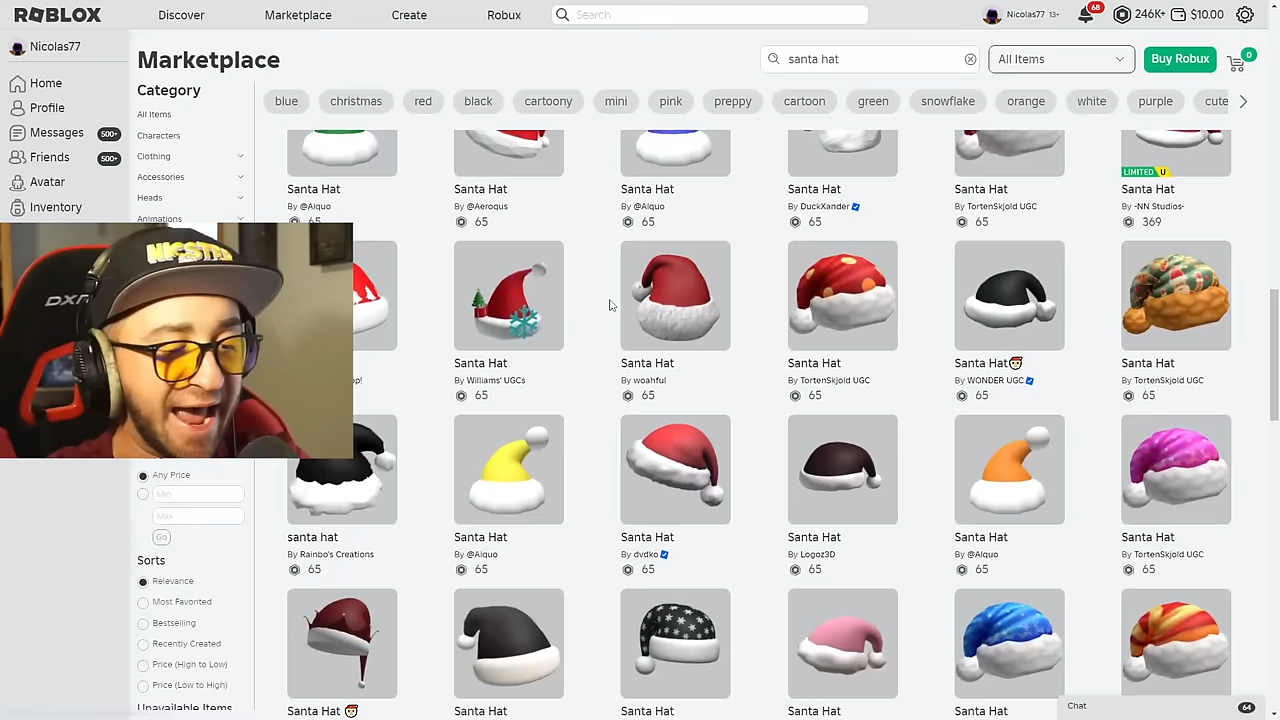 ROBLOX Discover Marketplace Create Robux Search Nicolas77 13+ 68 246K+ $10.00
Nicolas77
Home
Profile
Messages 500+
Friends 500+
Avatar
Inventory
Marketplace santa hat All Items Buy Robux 0
Category
All Items
Characters
Clothing
Accessories
Heads
Animations
blue christmas red black cartoony mini pink preppy cartoon green snowflake orange white purple cute
LIMITED U
Santa Hat Santa Hat Santa Hat Santa Hat Santa Hat Santa Hat
By @Alquo By @Aeroqus By @Alquo By DuckXander By TortenSkjold UGC By -NN Studios-
65 65 65 65 65 369
Santa Hat Santa Hat Santa Hat Santa Hat Santa Hat
op! By Williams' UGCs By woahful By TortenSkjold UGC By WONDER UGC By TortenSkjold UGC
65 65 65 65 65
santa hat Santa Hat Santa Hat Santa Hat Santa Hat Santa Hat
By Rainbo's Creations By @Alquo By dvdko By Logoz3D By @Alquo By TortenSkjold UGC
65 65 65 65 65 65
Santa Hat Santa Hat Santa Hat Santa Hat Santa Hat Santa Hat
Any Price
Min
Max
Go
Sorts
Relevance
Most Favorited
Bestselling
Recently Created
Price (High to Low)
Price (Low to High)
Unavailable Items
Chat 64